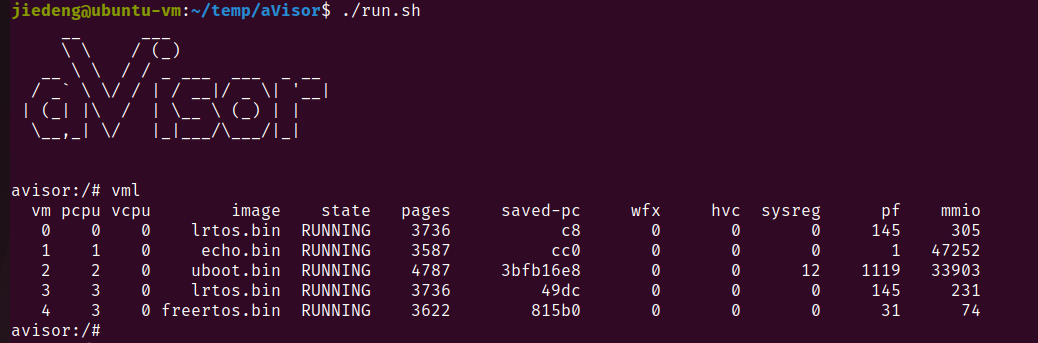 jiedeng@ubuntu-vm:~/temp/aVisor$ ./run.sh
aVisor
avisor:/# vml
vm pcpu vcpu image state pages saved-pc wfx hvc sysreg pf mmio
0 0 0 lrtos.bin RUNNING 3736 c8 0 0 0 145 305
1 1 0 echo.bin RUNNING 3587 cc0 0 0 0 1 47252
2 2 0 uboot.bin RUNNING 4787 3bfb16e8 0 0 12 1119 33903
3 3 0 lrtos.bin RUNNING 3736 49dc 0 0 0 145 231
4 3 0 freertos.bin RUNNING 3622 815b0 0 0 0 31 74
avisor:/#